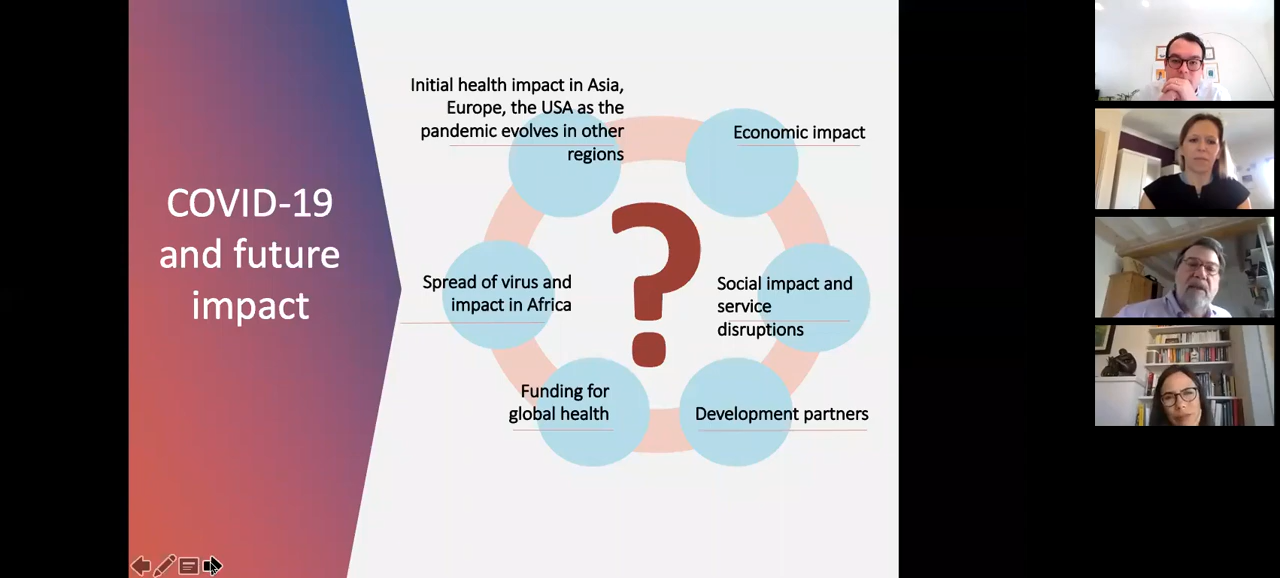 COVID-19
and future
impact
Initial health impact in Asia,
Europe, the USA as the
pandemic evolves in other
regions
Economic impact
Spread of virus and
impact in Africa
?
Social impact and
service
disruptions
Funding for
global health
Development partners